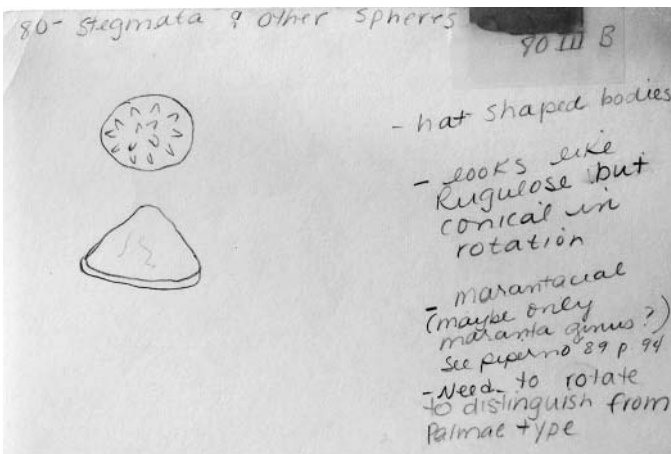 80- Stegmata & other Spheres
80 III B
- hat shaped bodies
- looks like
Rugulose but
conical in
rotation
- marantacial
(maybe only
maranta ginus?)
See piperno 89 p. 94
- Need to rotate
to distinguish from
Palmae type